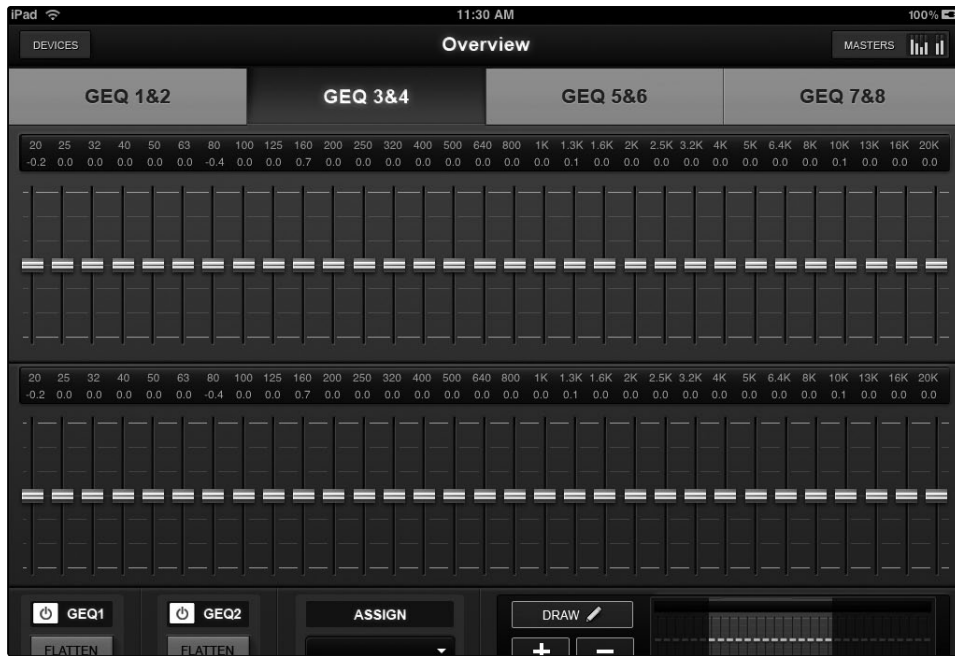 iPad 11:30 AM 100%
DEVICES Overview MASTERS
GEQ 1&2 GEQ 3&4 GEQ 5&6 GEQ 7&8
20 25 32 40 50 63 80 100 125 160 200 250 320 400 500 640 800 1K 1.3K 1.6K 2K 2.5K 3.2K 4K 5K 6.4K 8K 10K 13K 16K 20K
-0.2 0.0 0.0 0.0 0.0 0.0 -0.4 0.0 0.0 0.7 0.0 0.0 0.0 0.0 0.0 0.0 0.0 0.0 0.1 0.0 0.0 0.0 0.0 0.0 0.0 0.0 0.0 0.1 0.0 0.0 0.0
20 25 32 40 50 63 80 100 125 160 200 250 320 400 500 640 800 1K 1.3K 1.6K 2K 2.5K 3.2K 4K 5K 6.4K 8K 10K 13K 16K 20K
-0.2 0.0 0.0 0.0 0.0 0.0 -0.4 0.0 0.0 0.7 0.0 0.0 0.0 0.0 0.0 0.0 0.0 0.0 0.1 0.0 0.0 0.0 0.0 0.0 0.0 0.0 0.0 0.1 0.0 0.0 0.0
GEQ1 GEQ2 ASSIGN DRAW
FLATTEN FLATTEN + −